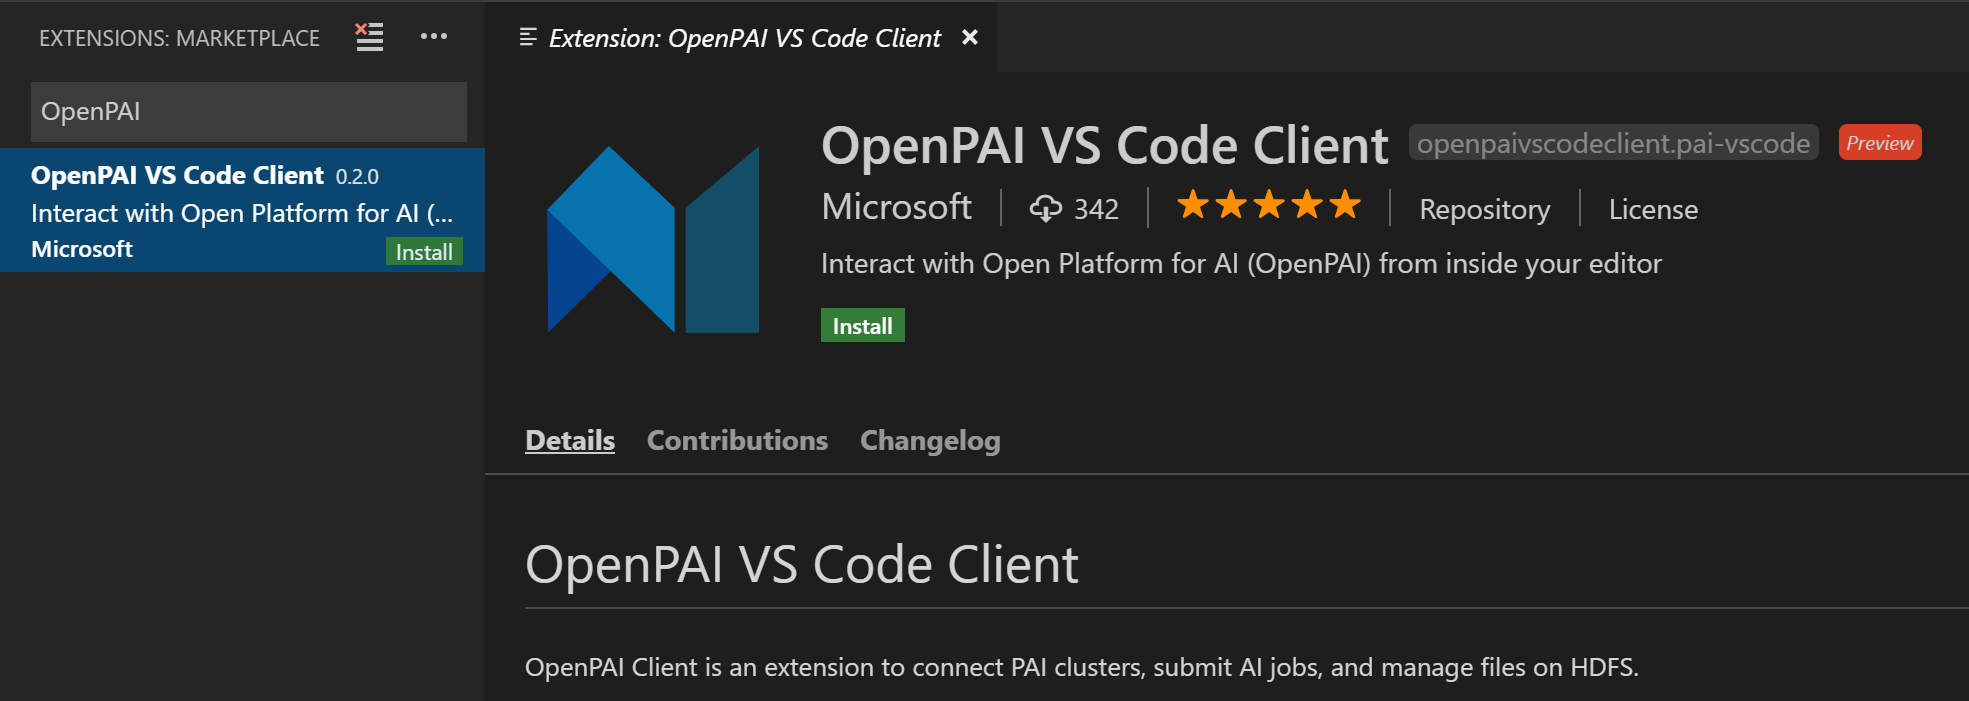 EXTENSIONS: MARKETPLACE
OpenPAI
OpenPAI VS Code Client 0.2.0
Interact with Open Platform for AI (...
Microsoft Install
Extension: OpenPAI VS Code Client
OpenPAI VS Code Client openpaivscodeclient.pai-vscode Preview
Microsoft 342 Repository License
Interact with Open Platform for AI (OpenPAI) from inside your editor
Install
Details Contributions Changelog
OpenPAI VS Code Client
OpenPAI Client is an extension to connect PAI clusters, submit AI jobs, and manage files on HDFS.